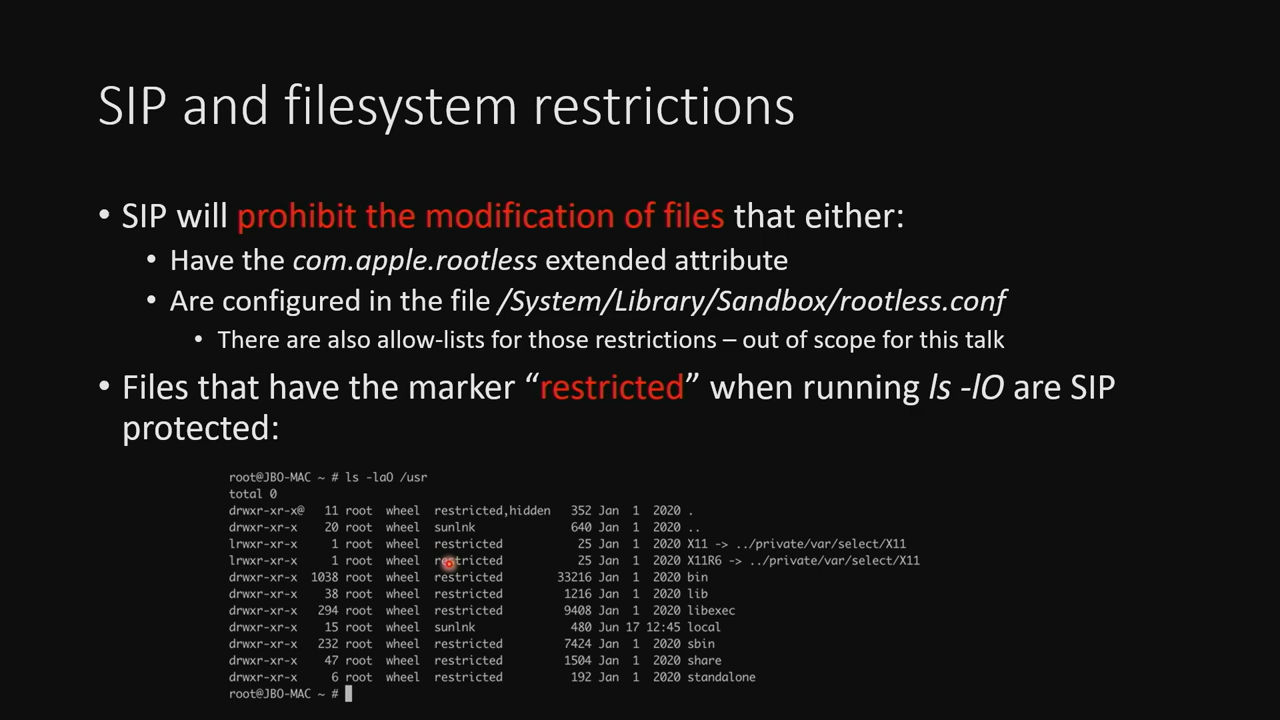 SIP and filesystem restrictions
• SIP will prohibit the modification of files that either:
• Have the com.apple.rootless extended attribute
• Are configured in the file /System/Library/Sandbox/rootless.conf
• There are also allow-lists for those restrictions – out of scope for this talk
• Files that have the marker “restricted” when running ls -lO are SIP
protected:
root@JBO-MAC ~ # ls -laO /usr
total 0
drwxr-xr-x@ 11 root wheel restricted,hidden 352 Jan 1 2020 .
drwxr-xr-x 20 root wheel sunlnk 640 Jan 1 2020 ..
lrwxr-xr-x 1 root wheel restricted 25 Jan 1 2020 X11 -> ../private/var/select/X11
lrwxr-xr-x 1 root wheel restricted 25 Jan 1 2020 X11R6 -> ../private/var/select/X11
drwxr-xr-x 1038 root wheel restricted 33216 Jan 1 2020 bin
drwxr-xr-x 38 root wheel restricted 1216 Jan 1 2020 lib
drwxr-xr-x 294 root wheel restricted 9408 Jan 1 2020 libexec
drwxr-xr-x 15 root wheel sunlnk 480 Jun 17 12:45 local
drwxr-xr-x 232 root wheel restricted 7424 Jan 1 2020 sbin
drwxr-xr-x 47 root wheel restricted 1504 Jan 1 2020 share
drwxr-xr-x 6 root wheel restricted 192 Jan 1 2020 standalone
root@JBO-MAC ~ #